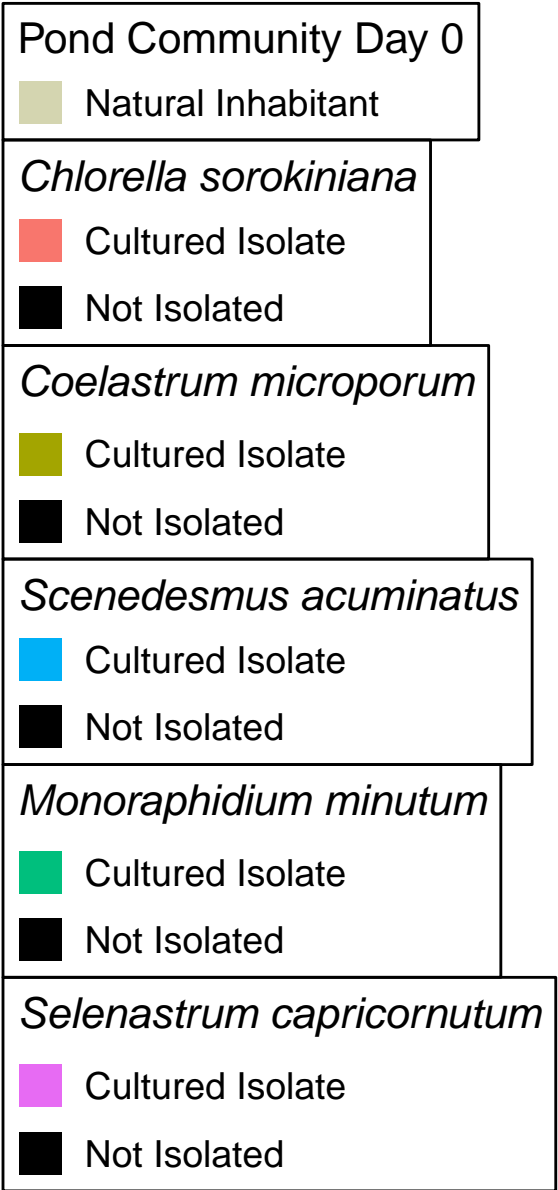 Pond Community Day 0
Natural Inhabitant
Chlorella sorokiniana
Cultured Isolate
Not Isolated
Coelastrum microporum
Cultured Isolate
Not Isolated
Scenedesmus acuminatus
Cultured Isolate
Not Isolated
Monoraphidium minutum
Cultured Isolate
Not Isolated
Selenastrum capricornutum
Cultured Isolate
Not Isolated